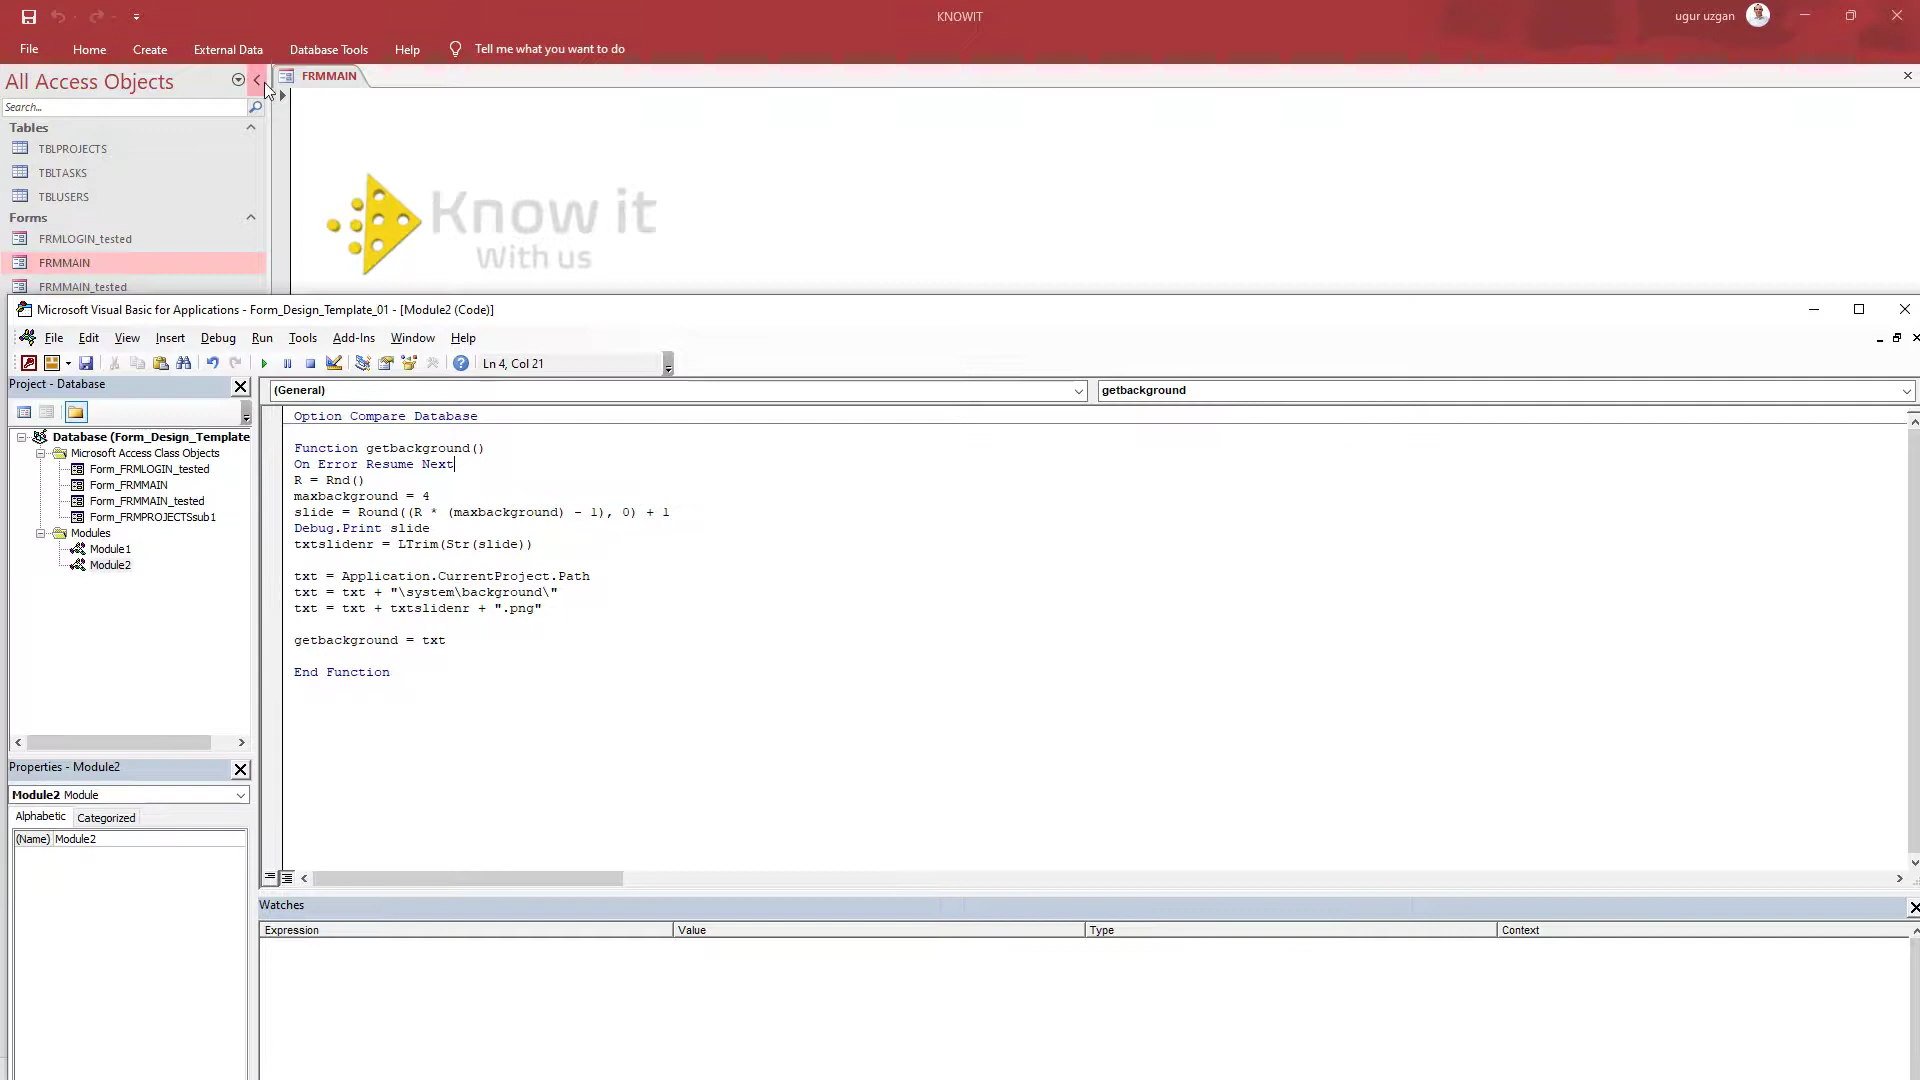 KNOWIT
ugur uzgan
File Home Create External Data Database Tools Help Tell me what you want to do
All Access Objects
Search...
Tables
TBLPROJECTS
TBLTASKS
TBLUSERS
Forms
FRMLOGIN_tested
FRMMAIN
FRMMAIN_tested
FRMMAIN
Know it
With us
Microsoft Visual Basic for Applications - Form_Design_Template_01 - [Module2 (Code)]
File Edit View Insert Debug Run Tools Add-Ins Window Help
Ln 4, Col 21
Project - Database
Database (Form_Design_Template
Microsoft Access Class Objects
Form_FRMLOGIN_tested
Form_FRMMAIN
Form_FRMMAIN_tested
Form_FRMPROJECTSsub1
Modules
Module1
Module2
Properties - Module2
Module2 Module
Alphabetic Categorized
(Name) Module2
(General) getbackground
Option Compare Database
Function getbackground()
On Error Resume Next
R = Rnd()
maxbackground = 4
slide = Round((R * (maxbackground) - 1), 0) + 1
Debug.Print slide
txtslidenr = LTrim(Str(slide))
txt = Application.CurrentProject.Path
txt = txt + "\system\background\"
txt = txt + txtslidenr + ".png"
getbackground = txt
End Function
Watches
Expression Value Type Context